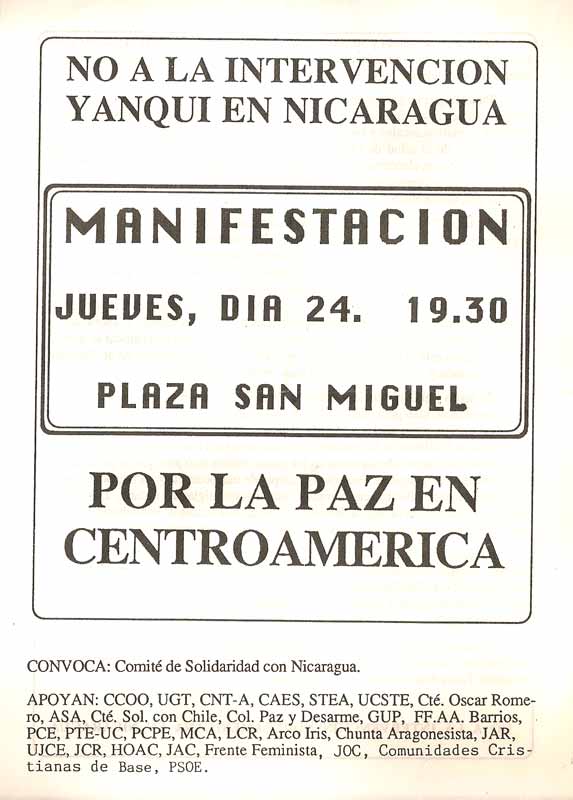 NO A LA INTERVENCION
YANQUI EN NICARAGUA
MANIFESTACION
JUEVES, DIA 24. 19.30
PLAZA SAN MIGUEL
POR LA PAZ EN
CENTROAMERICA
CONVOCA: Comité de Solidaridad con Nicaragua.
APOYAN: CCOO, UGT, CNT-A, CAES, STEA, UCSTE, Cté. Oscar Rome-
ro, ASA, Cté. Sol. con Chile, Col. Paz y Desarme, GUP, FF.AA. Barrios,
PCE, PTE-UC, PCPE, MCA, LCR, Arco Iris, Chunta Aragonesista, JAR,
UJCE, JCR, HOAC, JAC, Frente Feminista, JOC, Comunidades Cris-
tianas de Base, PSOE.